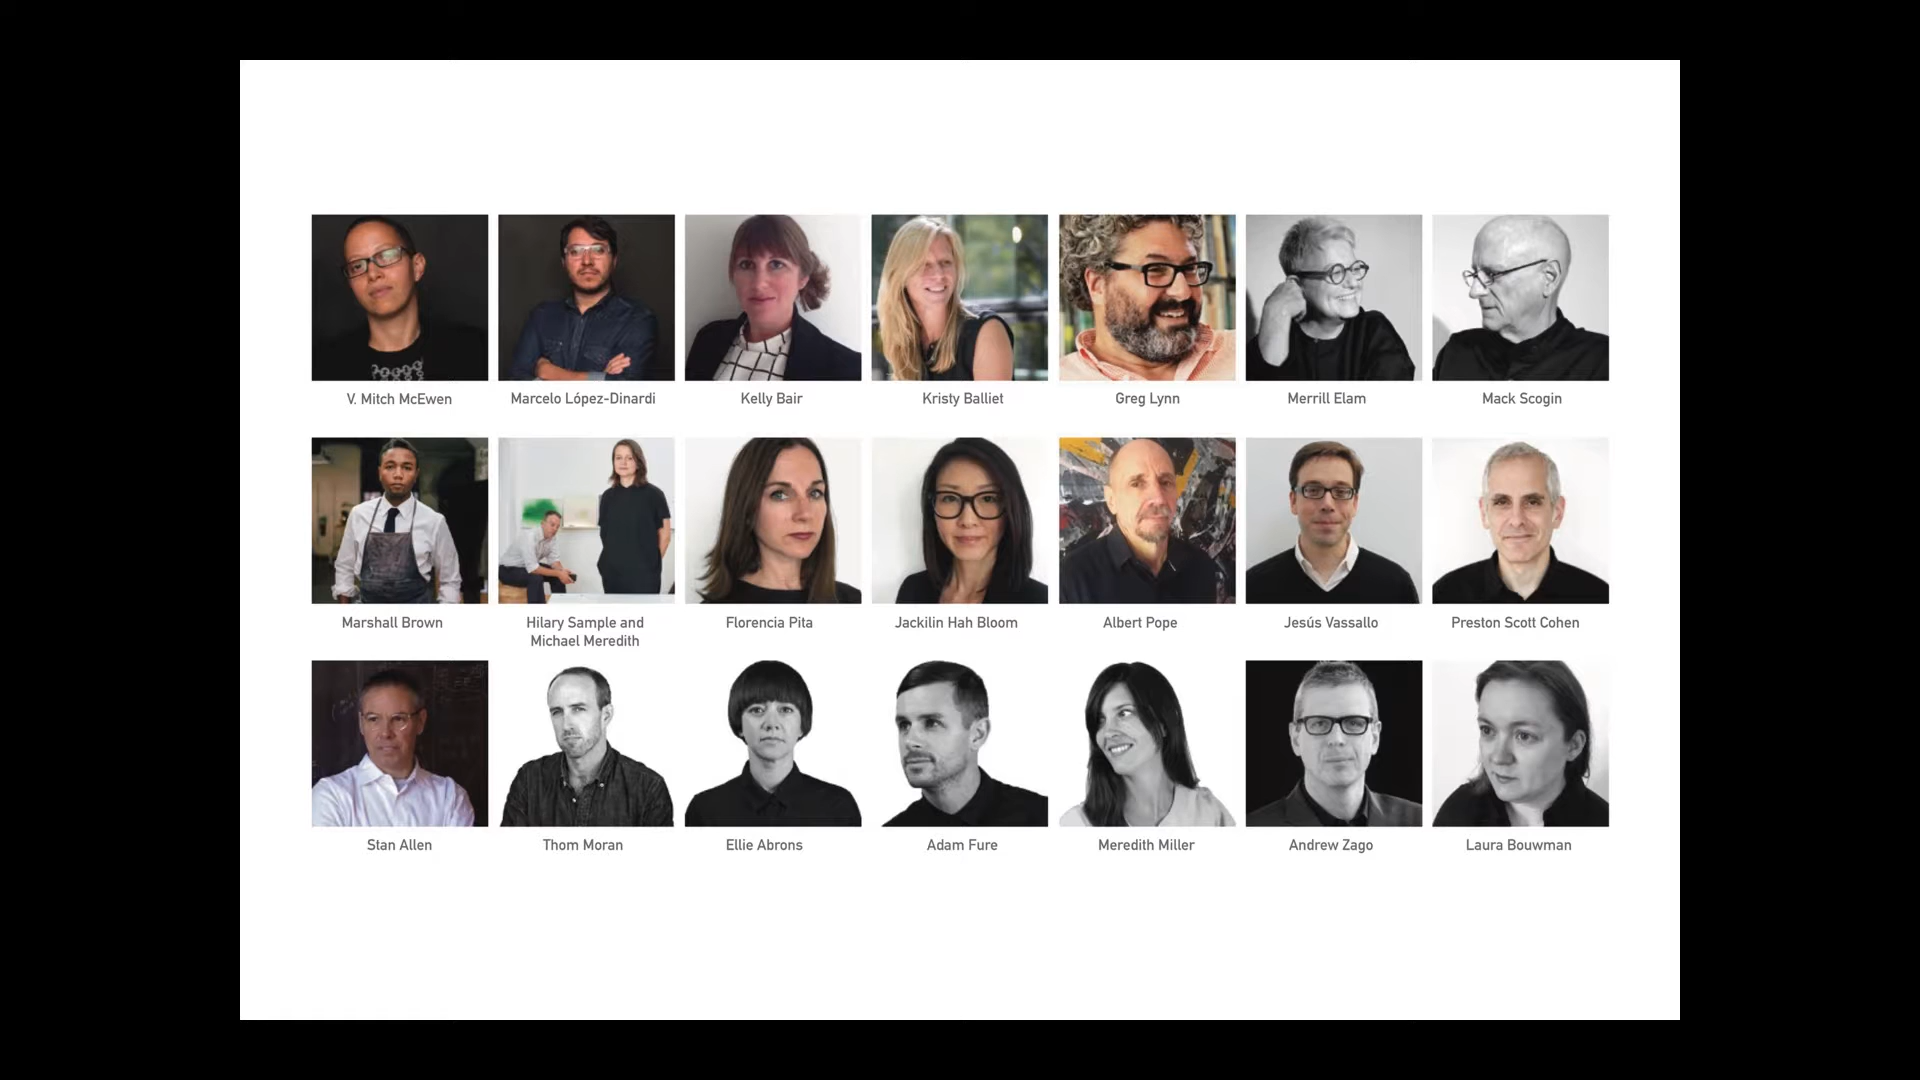 V. Mitch McEwen
Marcelo López-Dinardi
Kelly Bair
Kristy Balliet
Greg Lynn
Merrill Elam
Mack Scogin
Marshall Brown
Hilary Sample and
Michael Meredith
Florencia Pita
Jackilin Hah Bloom
Albert Pope
Jesús Vassallo
Preston Scott Cohen
Stan Allen
Thom Moran
Ellie Abrons
Adam Fure
Meredith Miller
Andrew Zago
Laura Bouwman